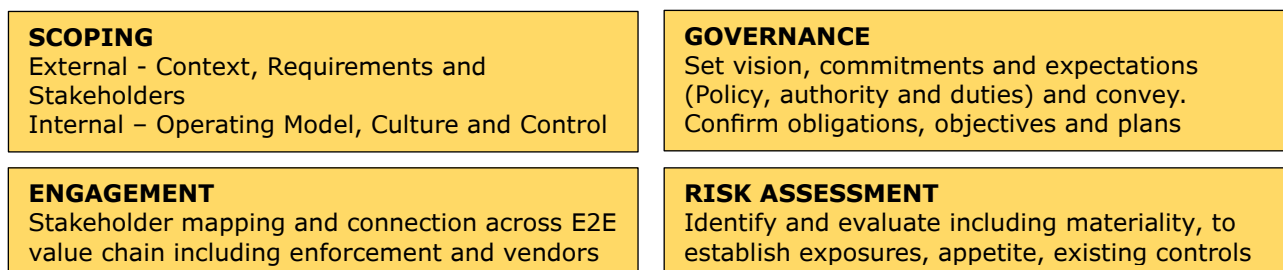 SCOPING
External - Context, Requirements and
Stakeholders
Internal – Operating Model, Culture and Control
GOVERNANCE
Set vision, commitments and expectations
(Policy, authority and duties) and convey.
Confirm obligations, objectives and plans
ENGAGEMENT
Stakeholder mapping and connection across E2E
value chain including enforcement and vendors
RISK ASSESSMENT
Identify and evaluate including materiality, to
establish exposures, appetite, existing controls